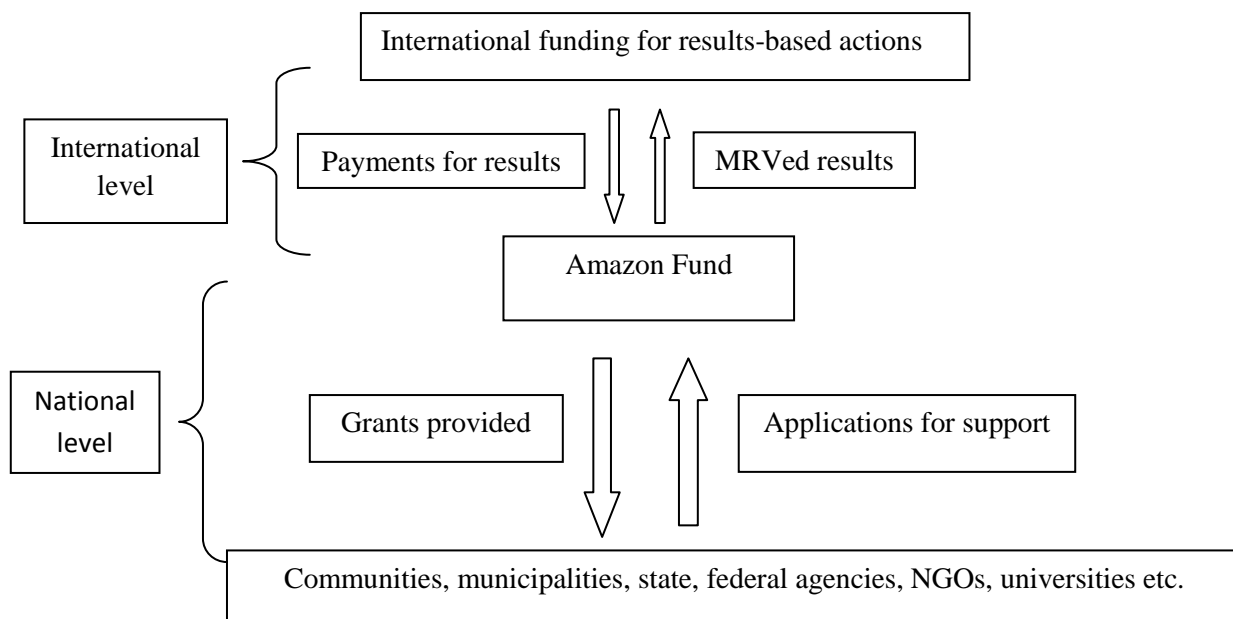 International funding for results-based actions
International
level
Payments for results
MRVed results
Amazon Fund
National
level
Grants provided
Applications for support
Communities, municipalities, state, federal agencies, NGOs, universities etc.